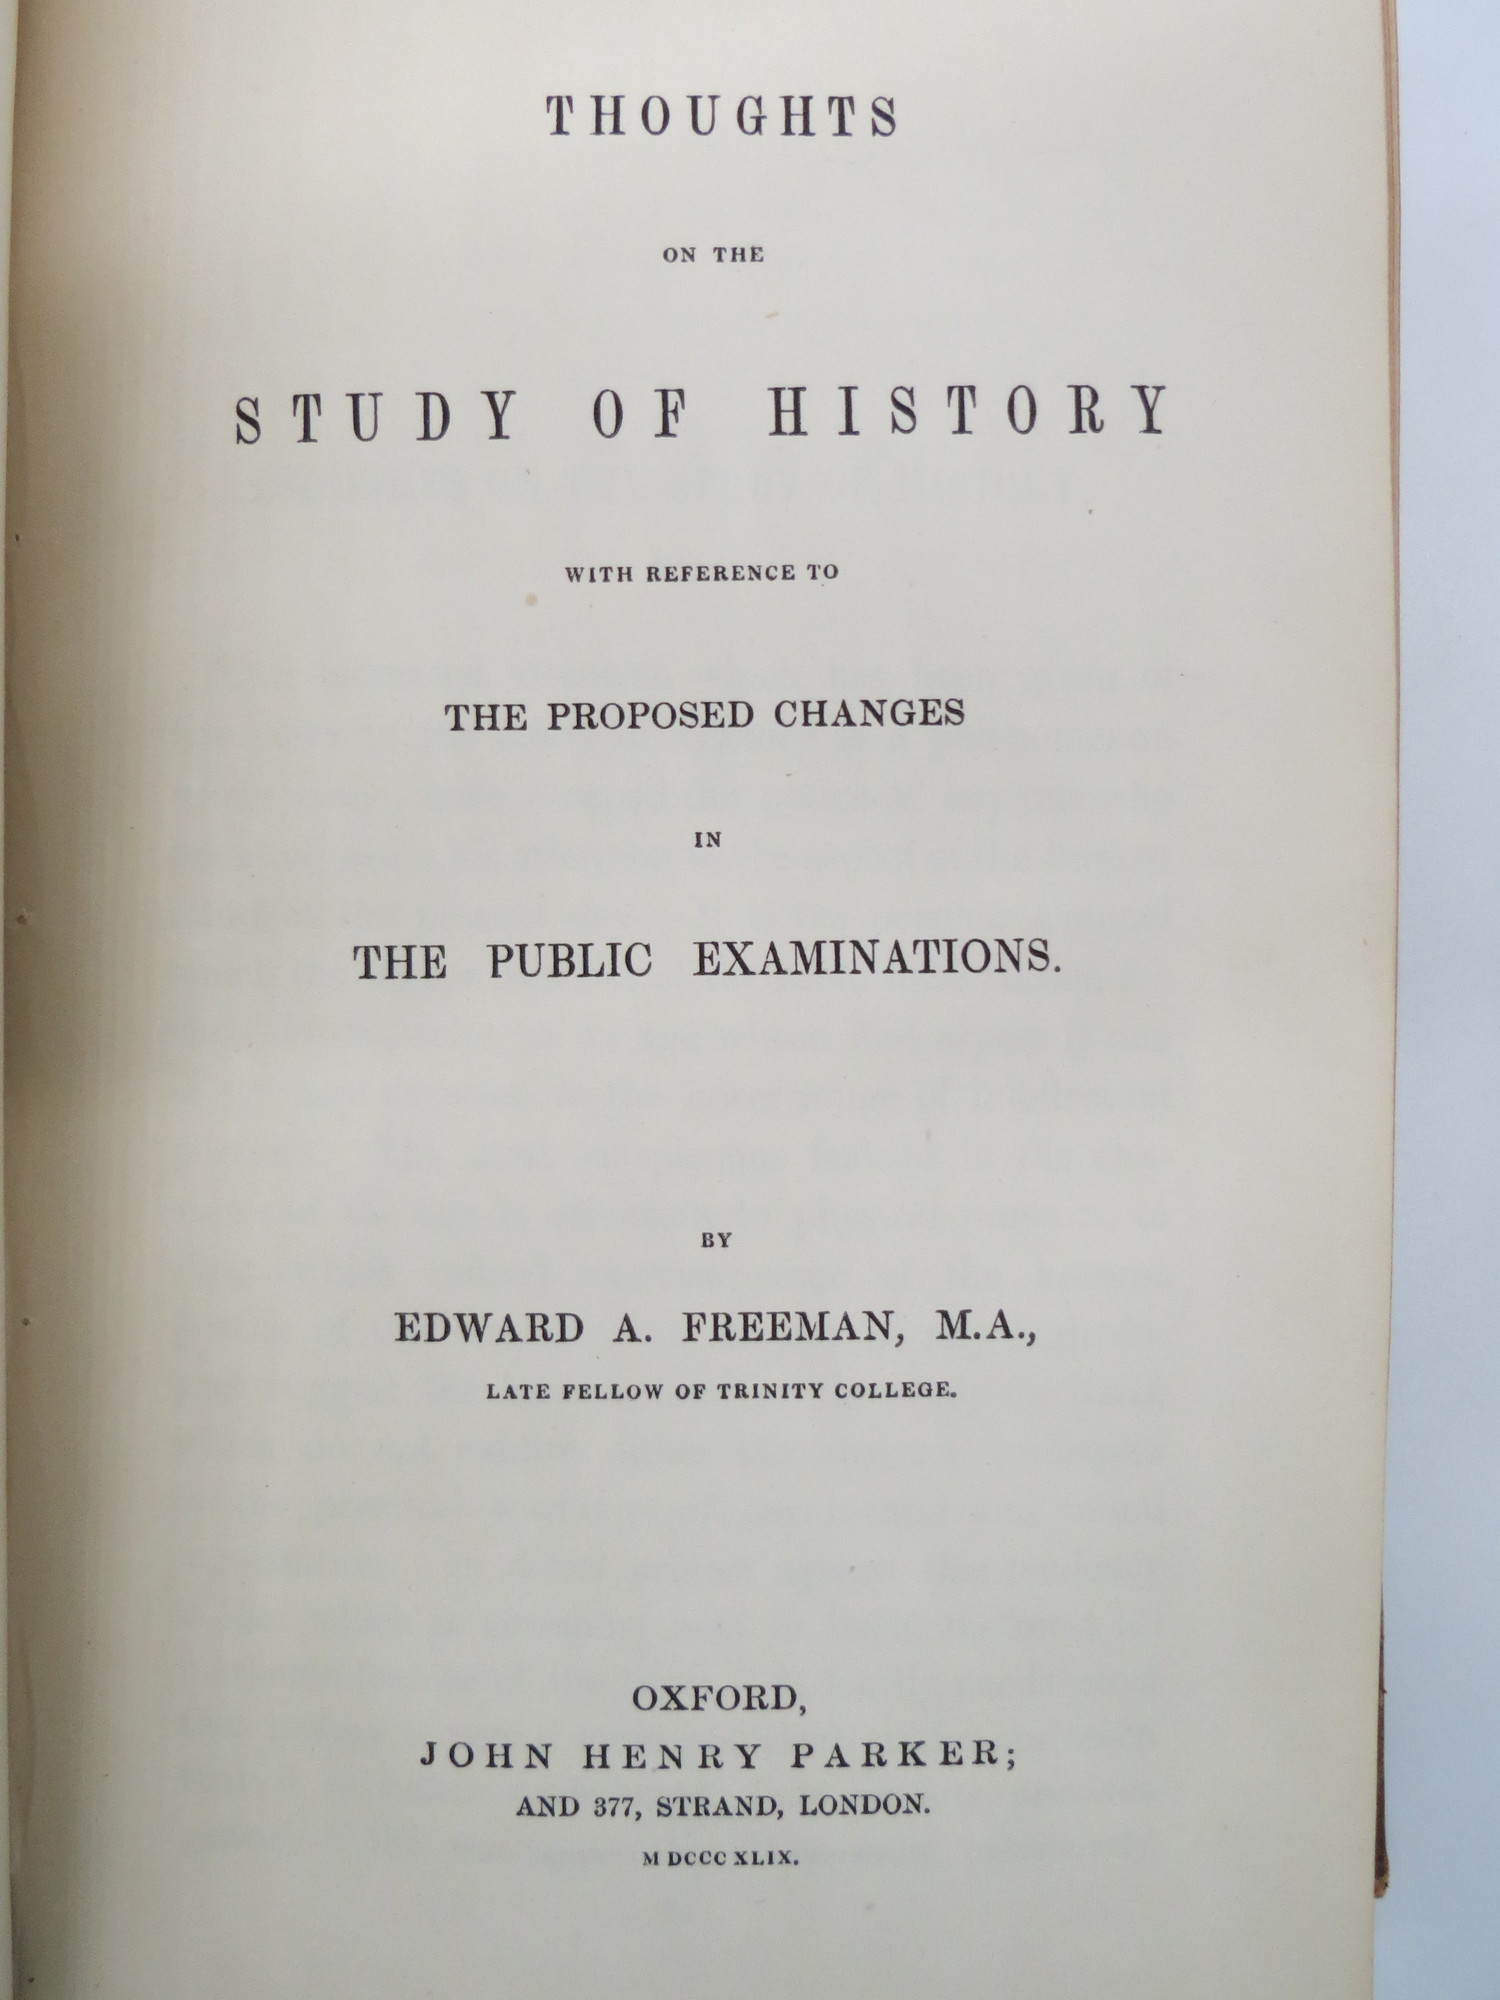 THOUGHTS
ON THE
STUDY OF HISTORY
WITH REFERENCE TO
THE PROPOSED CHANGES
IN
THE PUBLIC EXAMINATIONS.
BY
EDWARD A. FREEMAN, M.A.,
LATE FELLOW OF TRINITY COLLEGE.
OXFORD,
JOHN HENRY PARKER;
AND 377, STRAND, LONDON.
M DCCC XLIX.